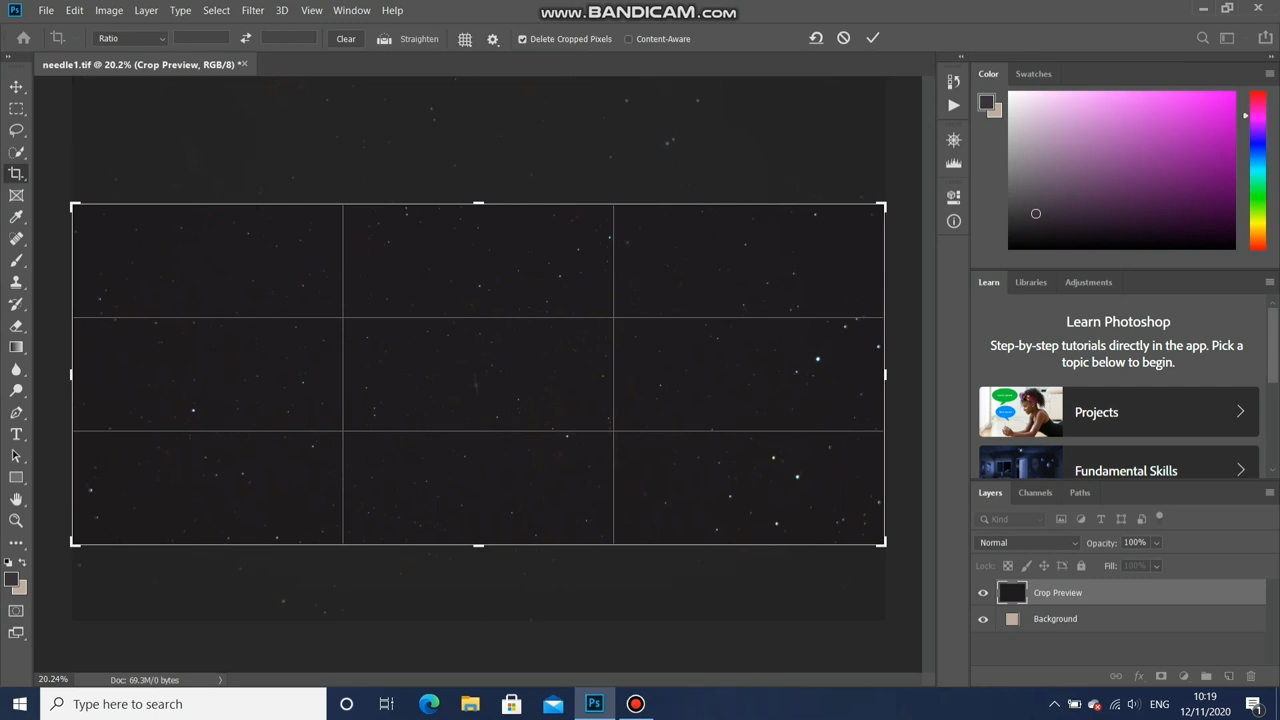 www.BANDICAM.com
Ps File Edit Image Layer Type Select Filter 3D View Window Help
Ratio Clear Straighten Delete Cropped Pixels Content-Aware
needle1.tif @ 20.2% (Crop Preview, RGB/8) *
Color Swatches
Learn Libraries Adjustments
Learn Photoshop
Step-by-step tutorials directly in the app. Pick a
topic below to begin.
Projects
Fundamental Skills
Layers Channels Paths
Kind
Normal Opacity: 100%
Lock: Fill: 100%
Crop Preview
Background
20.24% Doc: 69.3M/0 bytes
Type here to search
Ps
ENG
10:19
12/11/2020
1